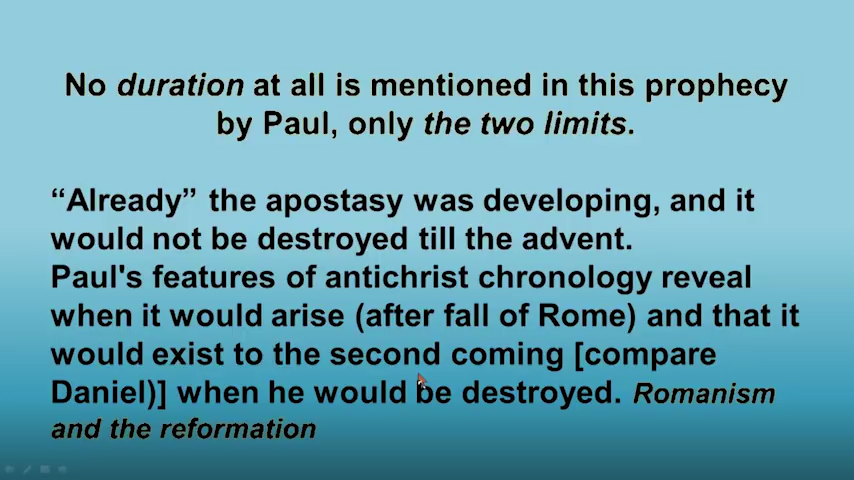 No duration at all is mentioned in this prophecy
by Paul, only the two limits.
“Already” the apostasy was developing, and it
would not be destroyed till the advent.
Paul's features of antichrist chronology reveal
when it would arise (after fall of Rome) and that it
would exist to the second coming [compare
Daniel)] when he would be destroyed. Romanism
and the reformation